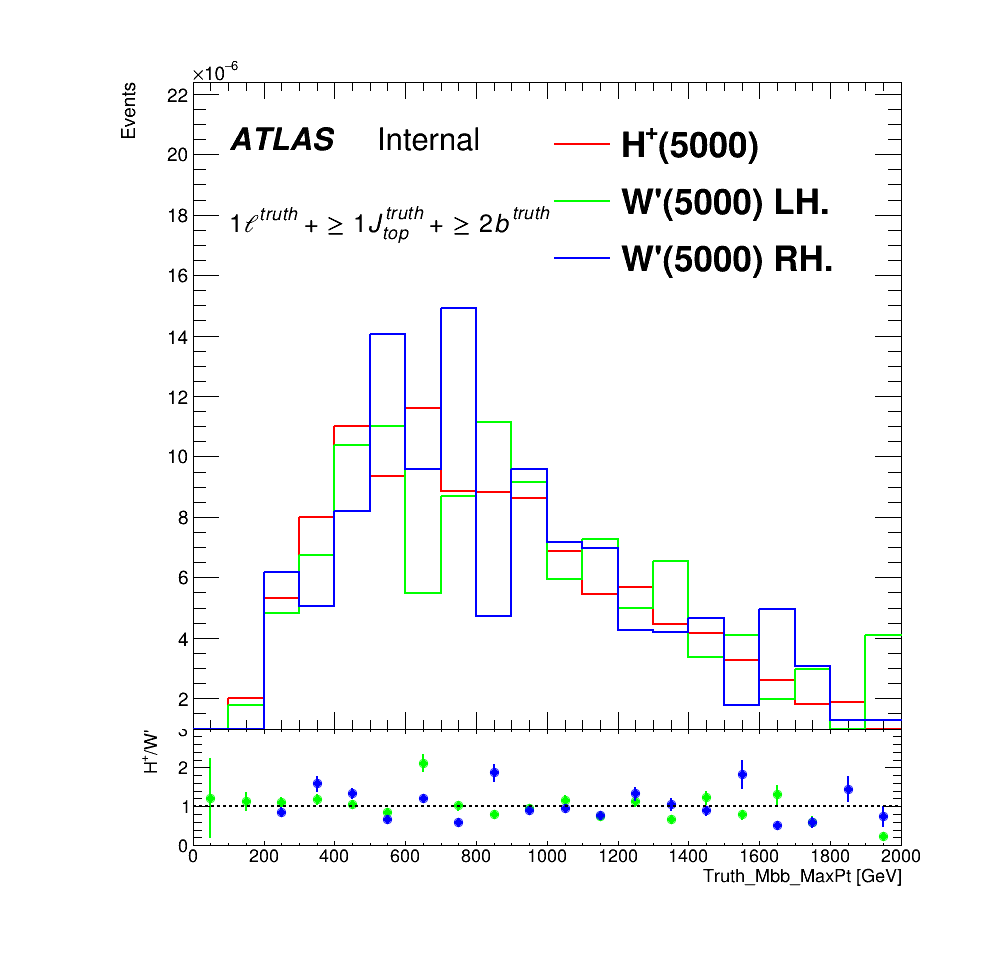 ×10⁻⁶
Events
22
20
18
16
14
12
10
8
6
4
2
ATLAS Internal
1ℓ^truth + ≥ 1J_top^truth + ≥ 2b^truth
H⁺(5000)
W'(5000) LH.
W'(5000) RH.
H⁺/W'
3
2
1
0
0 200 400 600 800 1000 1200 1400 1600 1800 2000
Truth_Mbb_MaxPt [GeV]